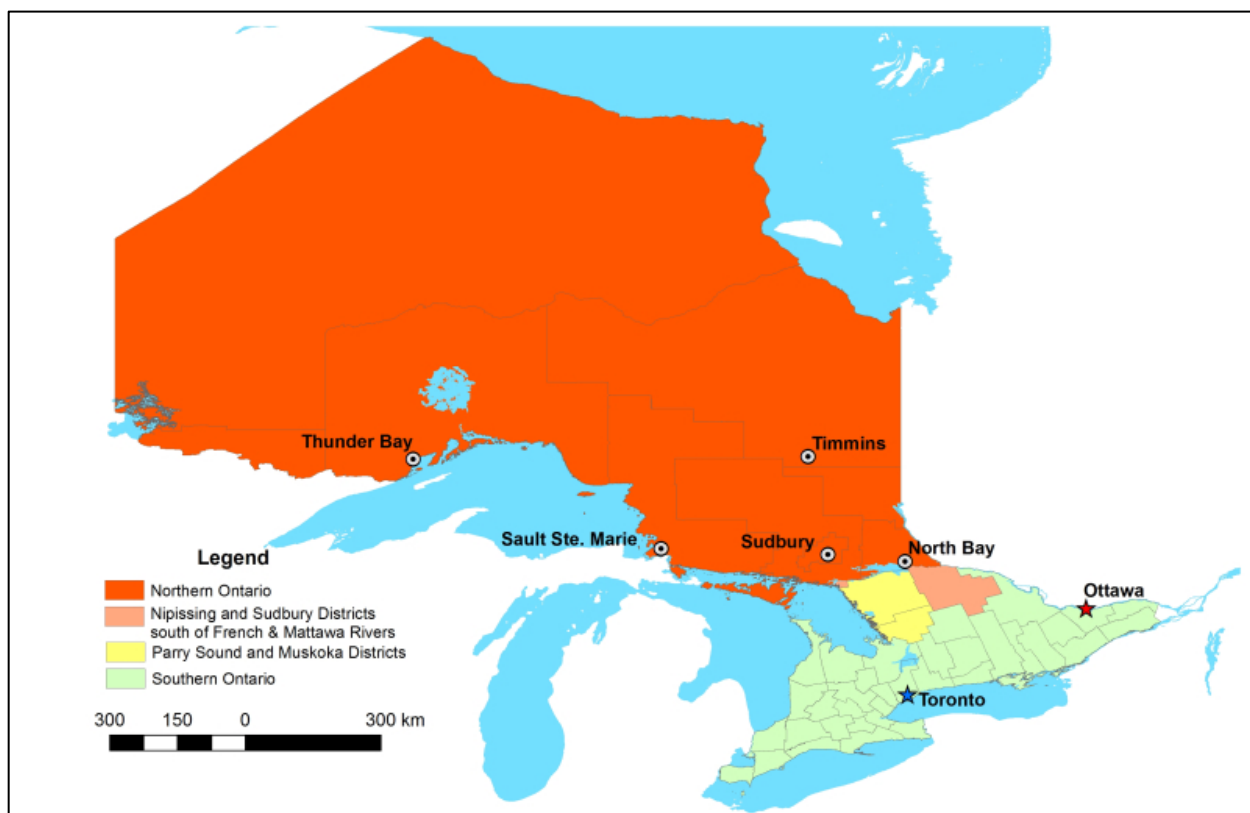 Thunder Bay
Timmins
Sault Ste. Marie
Sudbury
North Bay
Ottawa
Toronto
Legend
Northern Ontario
Nipissing and Sudbury Districts
south of French & Mattawa Rivers
Parry Sound and Muskoka Districts
Southern Ontario
300 150 0 300 km